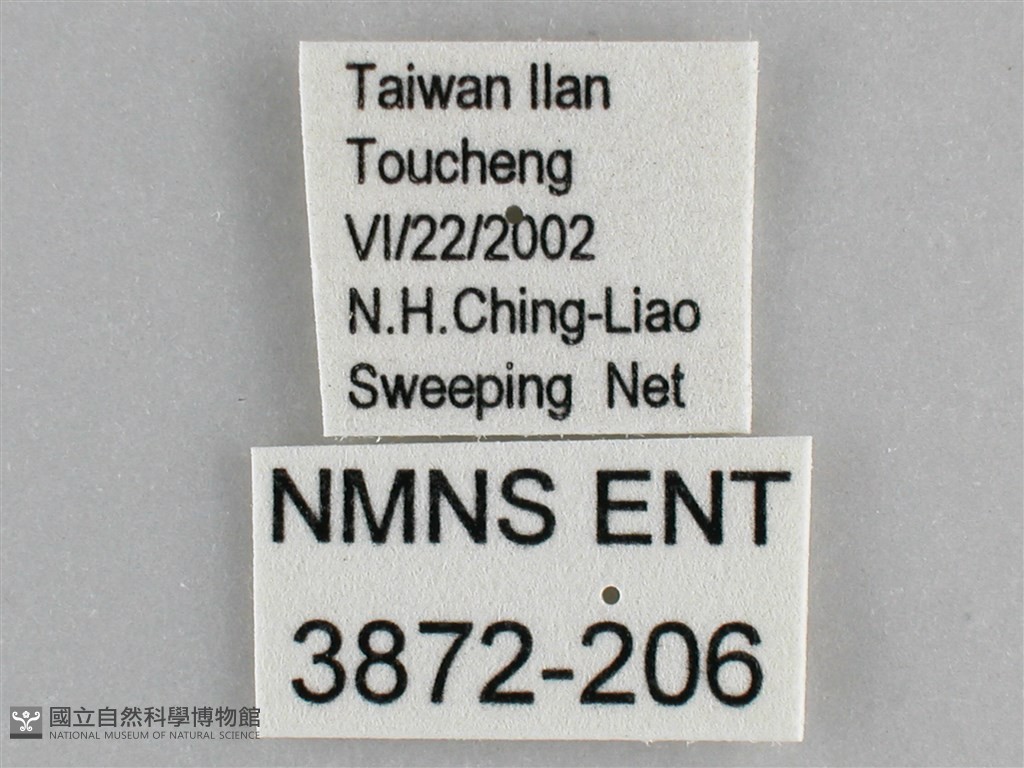 Taiwan Ilan
Toucheng
VI/22/2002
N.H.Ching-Liao
Sweeping Net
NMNS ENT
3872-206
國立自然科學博物館
NATIONAL MUSEUM OF NATURAL SCIENCE